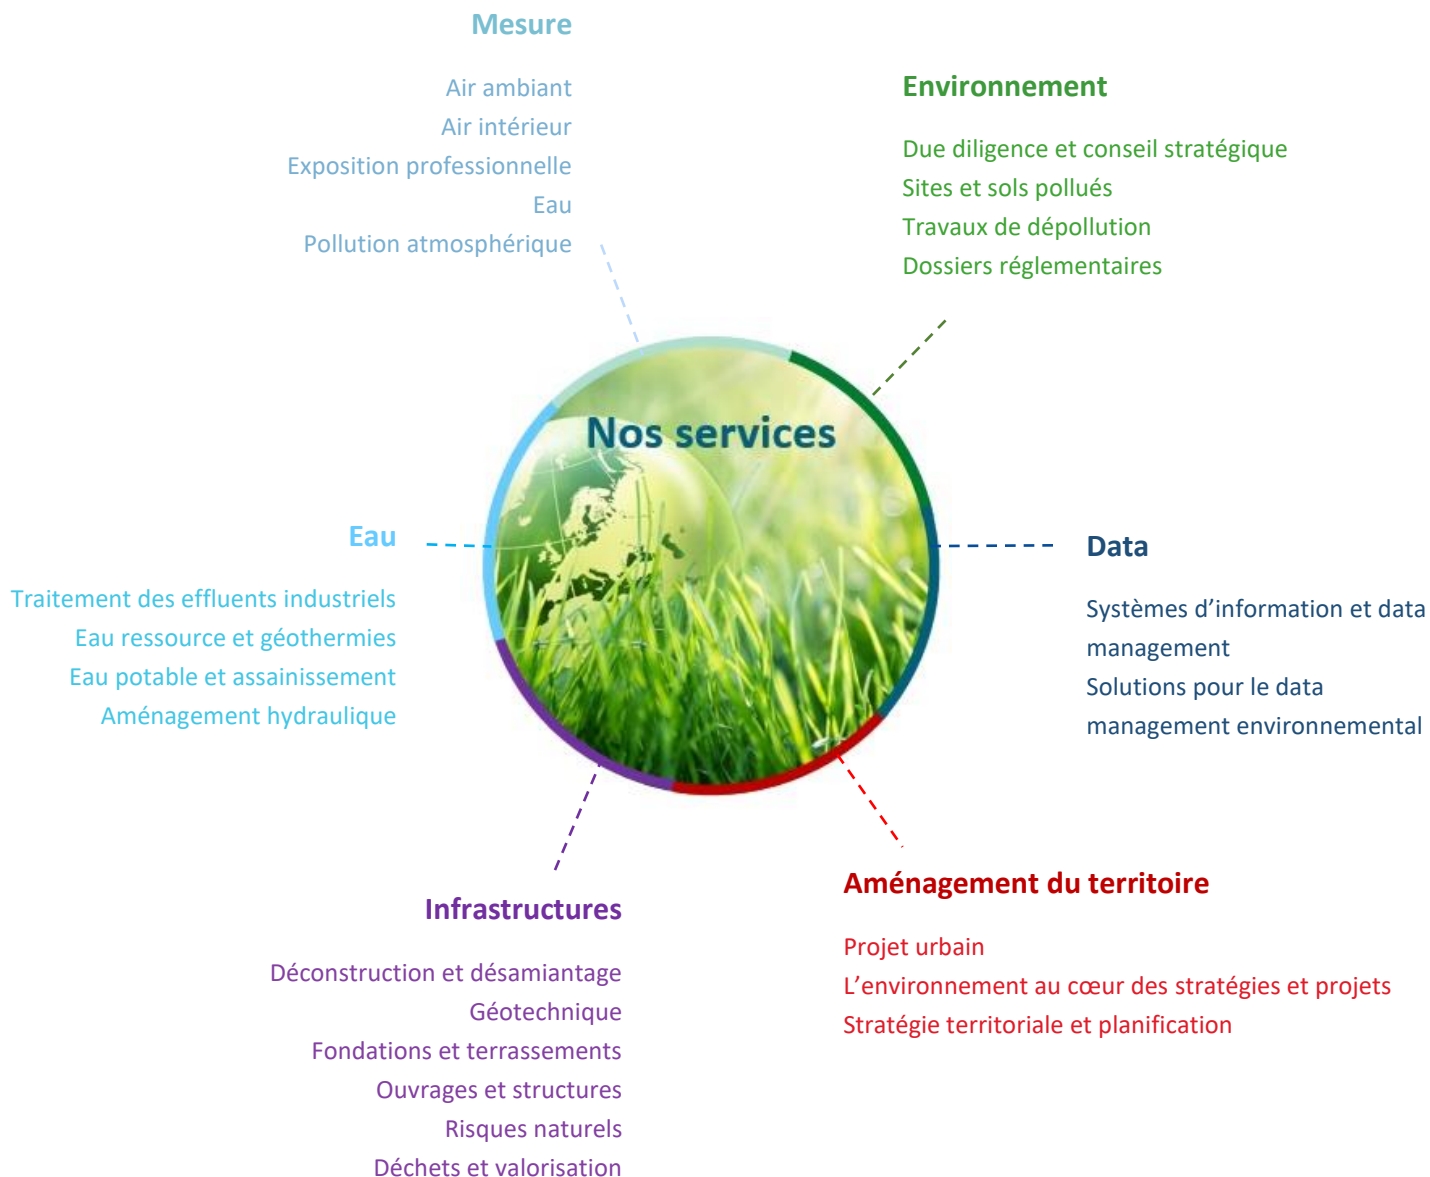 Mesure
Air ambiant
Air intérieur
Exposition professionnelle
Eau
Pollution atmosphérique
Environnement
Due diligence et conseil stratégique
Sites et sols pollués
Travaux de dépollution
Dossiers réglementaires
Nos services
Eau
Traitement des effluents industriels
Eau ressource et géothermies
Eau potable et assainissement
Aménagement hydraulique
Data
Systèmes d’information et data
management
Solutions pour le data
management environnemental
Infrastructures
Déconstruction et désamiantage
Géotechnique
Fondations et terrassements
Ouvrages et structures
Risques naturels
Déchets et valorisation
Aménagement du territoire
Projet urbain
L’environnement au cœur des stratégies et projets
Stratégie territoriale et planification